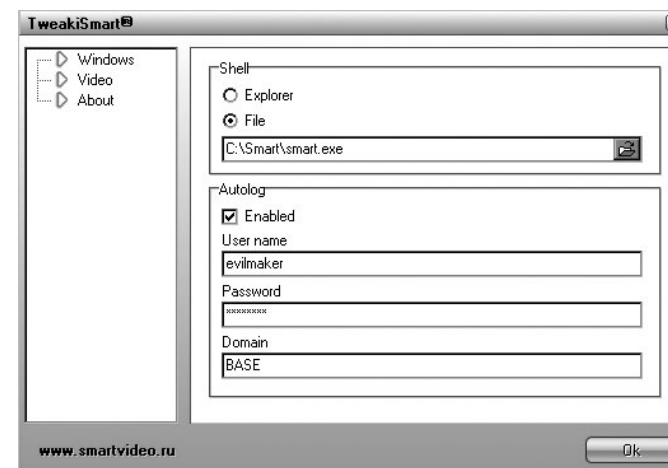 TweakiSmart®
Windows
Video
About
Shell
Explorer
File
C:\Smart\smart.exe
Autolog
Enabled
User name
evilmaker
Password
********
Domain
BASE
www.smartvideo.ru
Ok